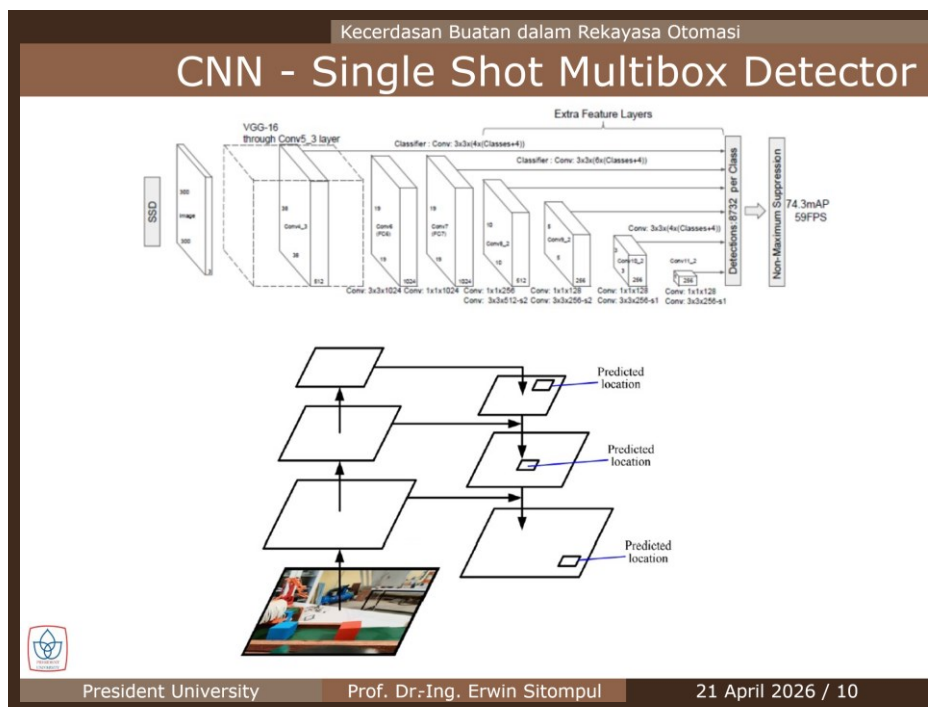 Kecerdasan Buatan dalam Rekayasa Otomasi
CNN - Single Shot Multibox Detector
Extra Feature Layers
VGG-16
through Conv5_3 layer
Classifier : Conv: 3x3x(4x(Classes+4))
Classifier : Conv: 3x3x(6x(Classes+4))
SSD
300
Image
300
3
38
Conv4_3
38
512
19
Conv6
(FC6)
19
1024
19
Conv7
(FC7)
19
1024
10
Conv8_2
10
512
5
Conv9_2
5
256
3
Conv10_2
3
256
Conv11_2
256
Conv: 3x3x(4x(Classes+4))
Detections:8732 per Class
Non-Maximum Suppression
74.3mAP
59FPS
Conv: 3x3x1024 Conv: 1x1x1024 Conv: 1x1x256 Conv: 1x1x128 Conv: 1x1x128 Conv: 1x1x128
Conv: 3x3x512-s2 Conv: 3x3x256-s2 Conv: 3x3x256-s1 Conv: 3x3x256-s1
Predicted
location
Predicted
location
Predicted
location
PRESIDENT
UNIVERSITY
President University Prof. Dr.-Ing. Erwin Sitompul 21 April 2026 / 10